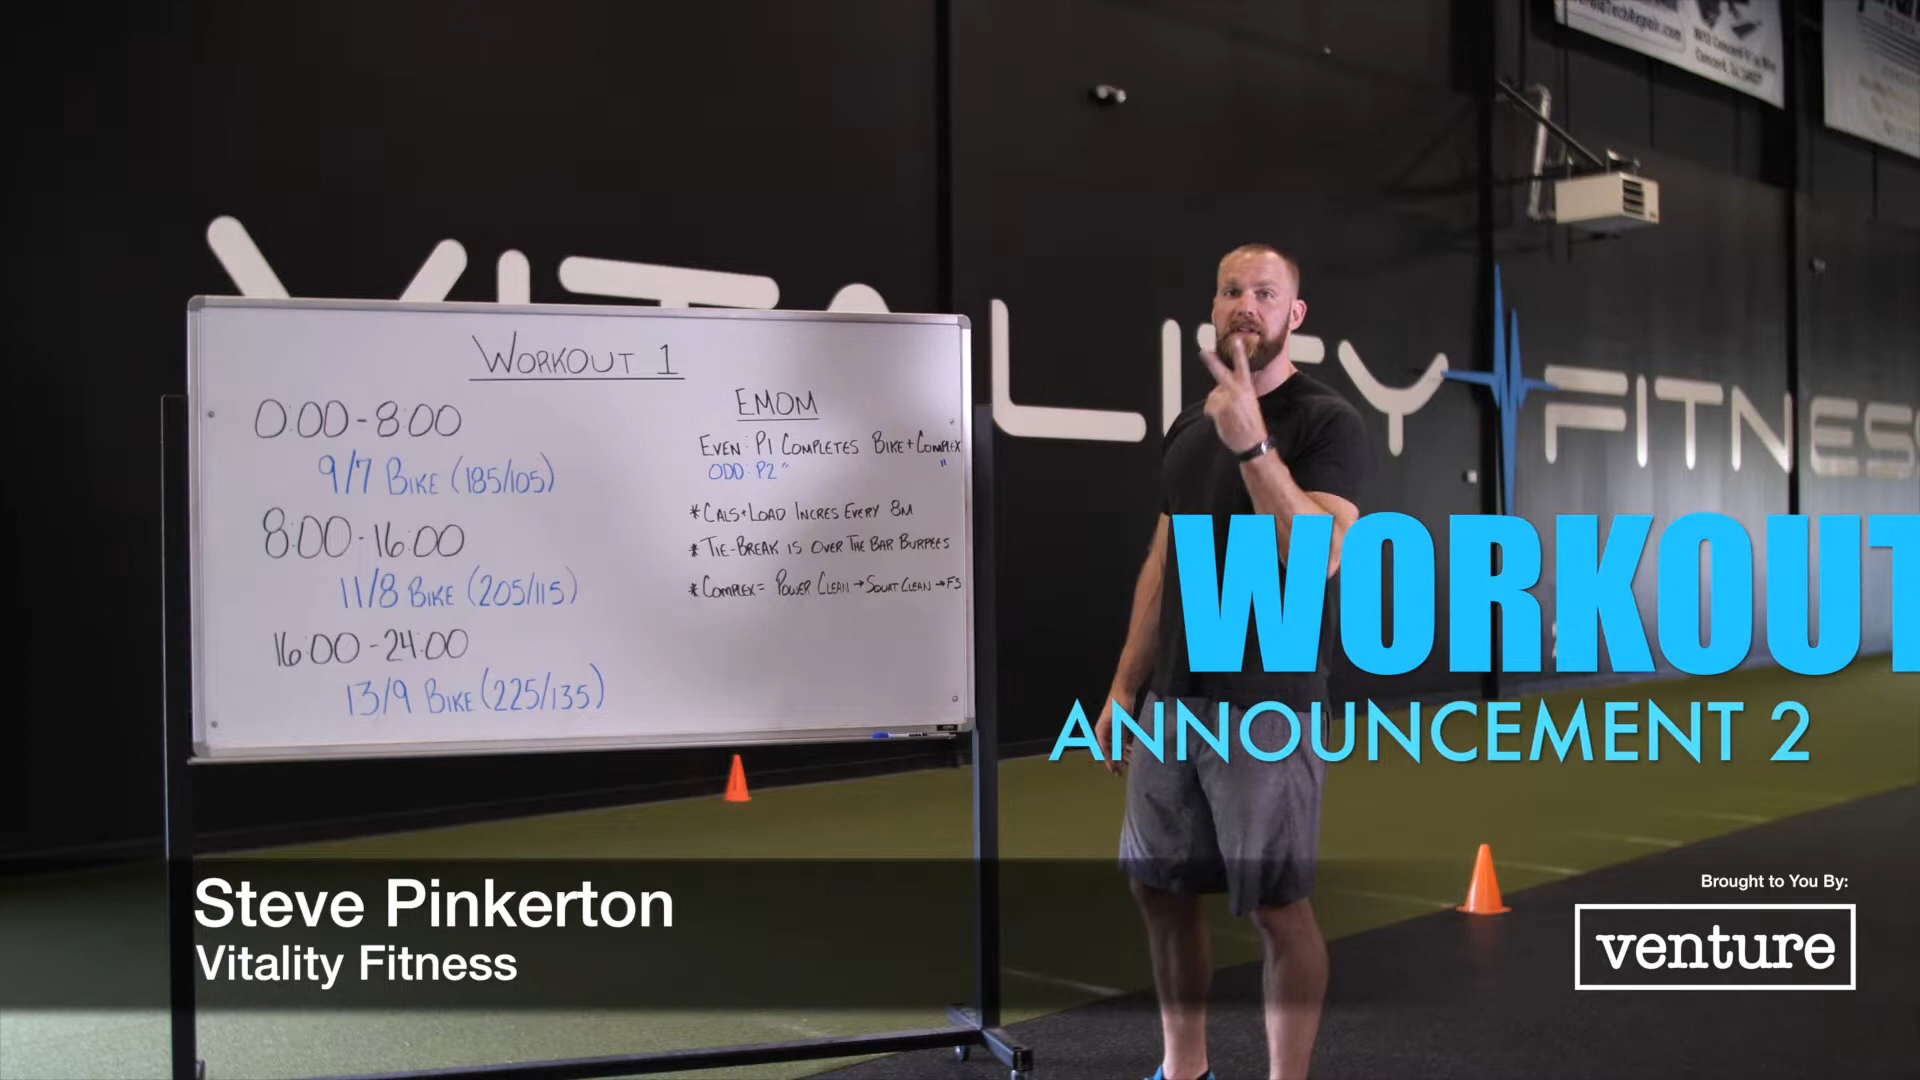 WORKOUT 1
0:00-8:00
9/7 BIKE (185/105)
8:00-16:00
11/8 BIKE (205/115)
16:00-24:00
13/9 BIKE (225/135)
EMOM
EVEN: P1 COMPLETES BIKE+COMPLEX
ODD: P2 " "
*CALS+LOAD INCRES EVERY 8M
*TIE-BREAK IS OVER THE BAR BURPEES
*COMPLEX= POWER CLEAN→SQUAT CLEAN→FS
VITALITY FITNESS
WORKOUT
ANNOUNCEMENT 2
Steve Pinkerton
Vitality Fitness
Brought to You By:
venture